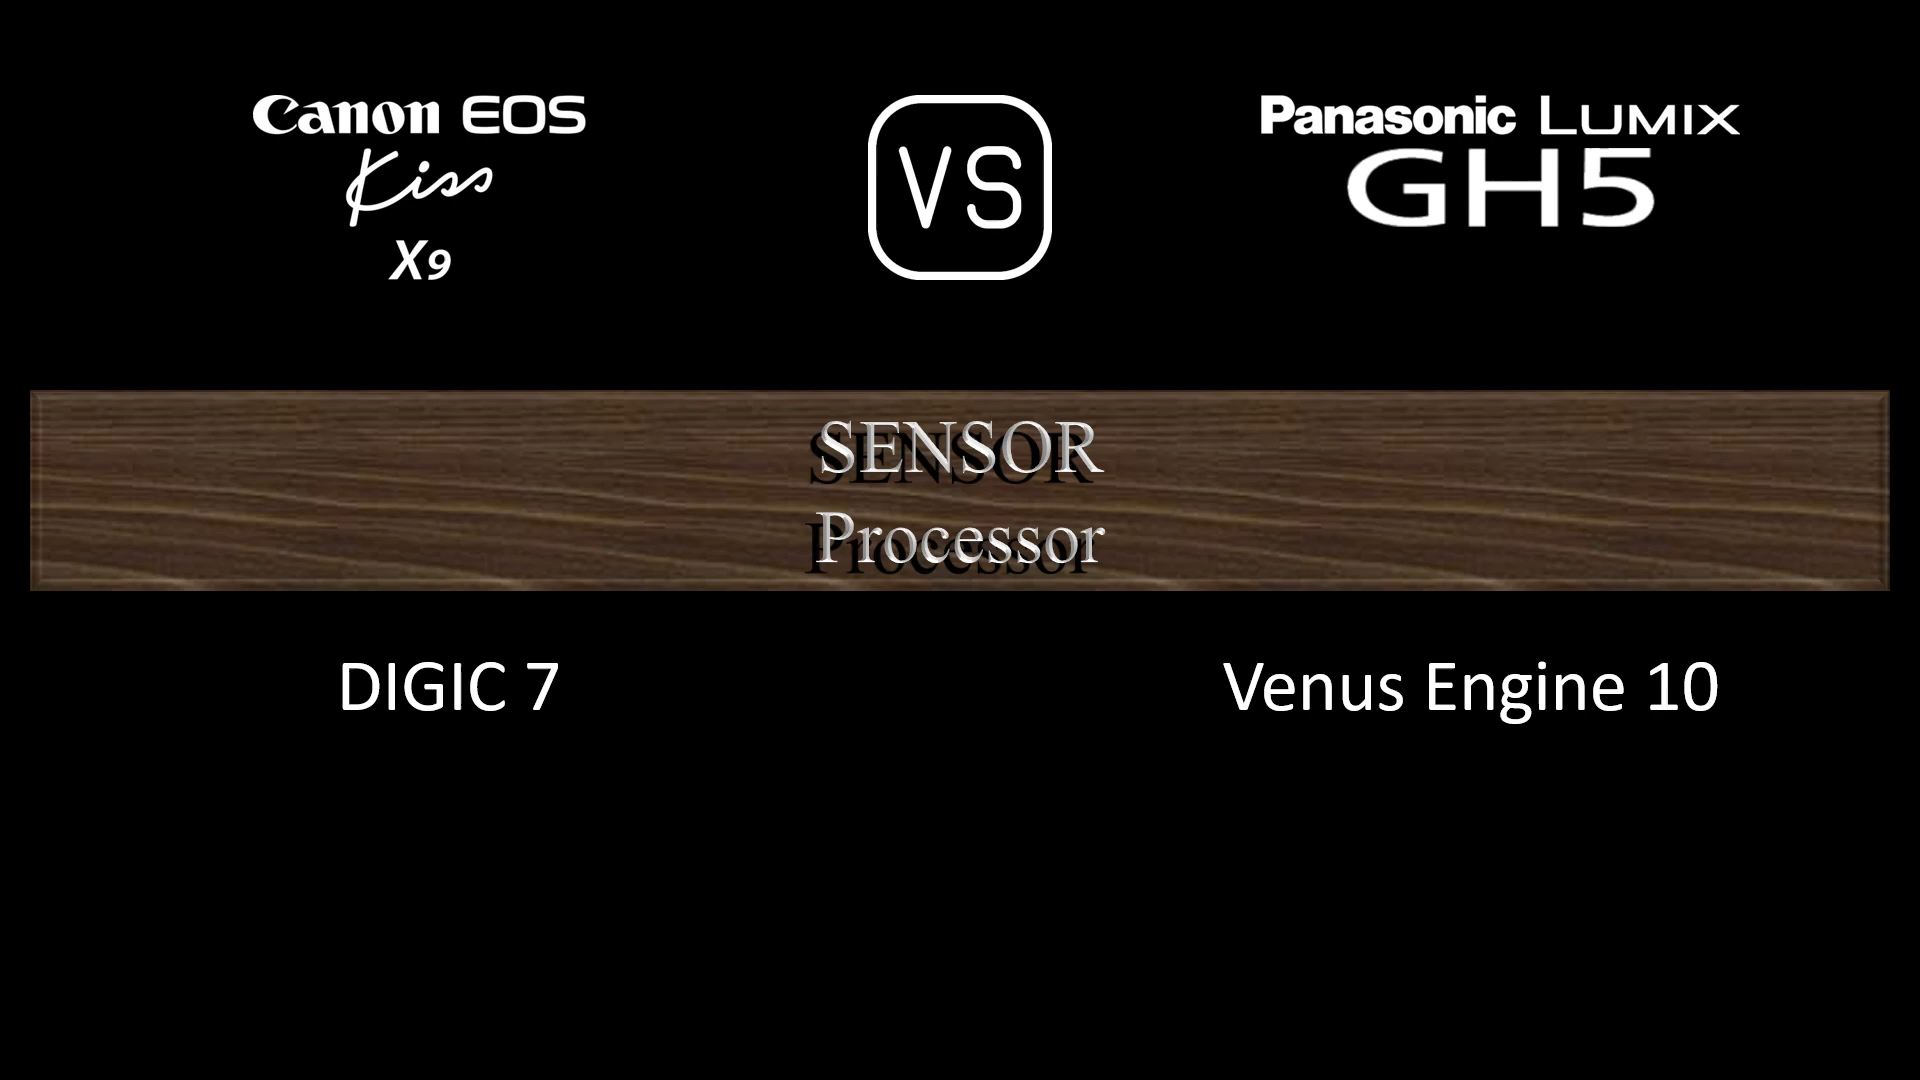 Canon EOS
Kiss
X9
VS
Panasonic LUMIX
GH5
SENSOR
Processor
DIGIC 7
Venus Engine 10